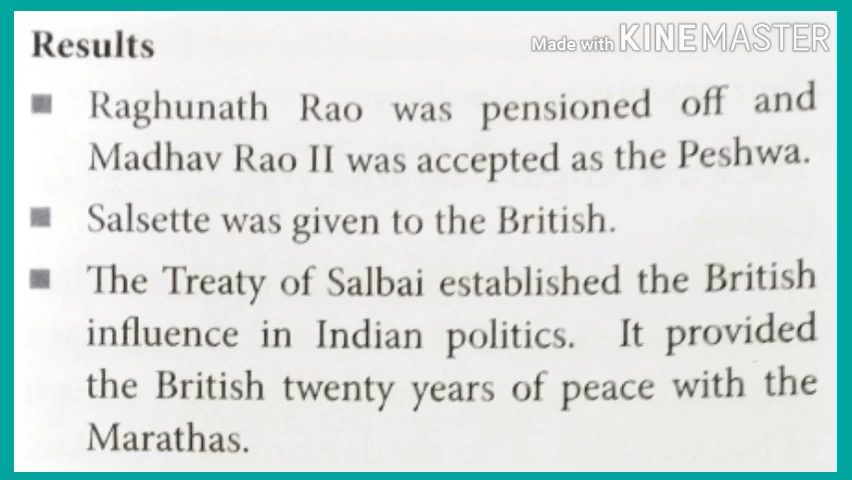 Results
Made with KINEMASTER
■ Raghunath Rao was pensioned off and
Madhav Rao II was accepted as the Peshwa.
■ Salsette was given to the British.
■ The Treaty of Salbai established the British
influence in Indian politics. It provided
the British twenty years of peace with the
Marathas.